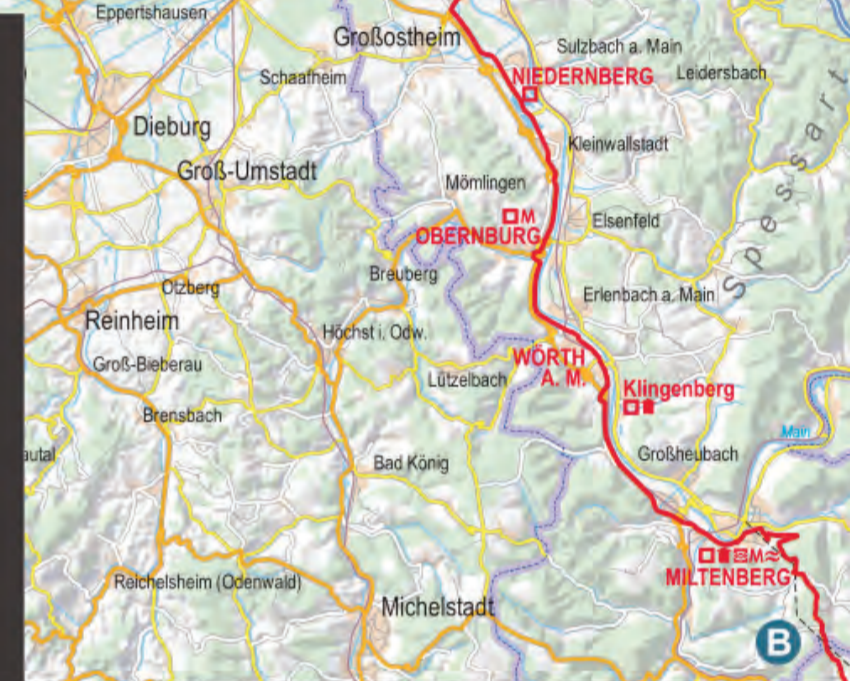 Eppertshausen
Großostheim
Sulzbach a. Main
Schaafheim
NIEDERNBERG
Leidersbach
Dieburg
Kleinwallstadt
Groß-Umstadt
Mömlingen
Spessart
M
OBERNBURG
Elsenfeld
Breuberg
Otzberg
Erlenbach a. Main
Reinheim
Höchst i. Odw.
Groß-Bieberau
WÖRTH
A. M.
Lützelbach
Klingenberg
Brensbach
Main
autal
Bad König
Großheubach
M
MILTENBERG
Reichelsheim (Odenwald)
Michelstadt
B